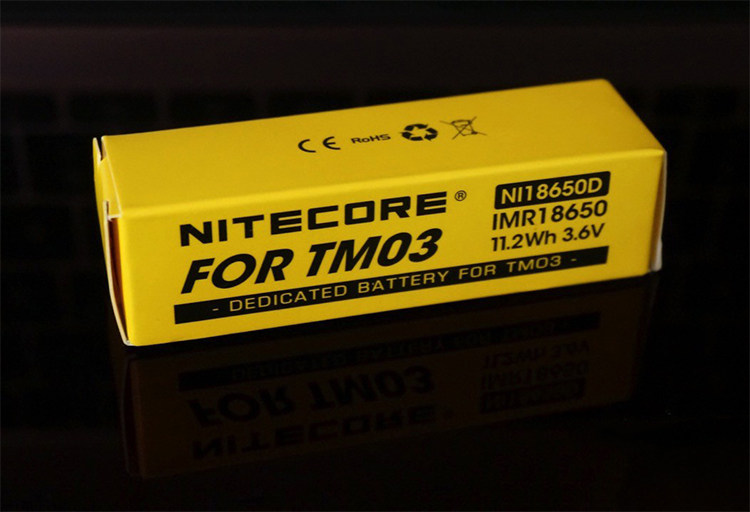 CE RoHS
NITECORE®
FOR TM03
- DEDICATED BATTERY FOR TM03 -
NI18650D
IMR18650
11.2Wh 3.6V